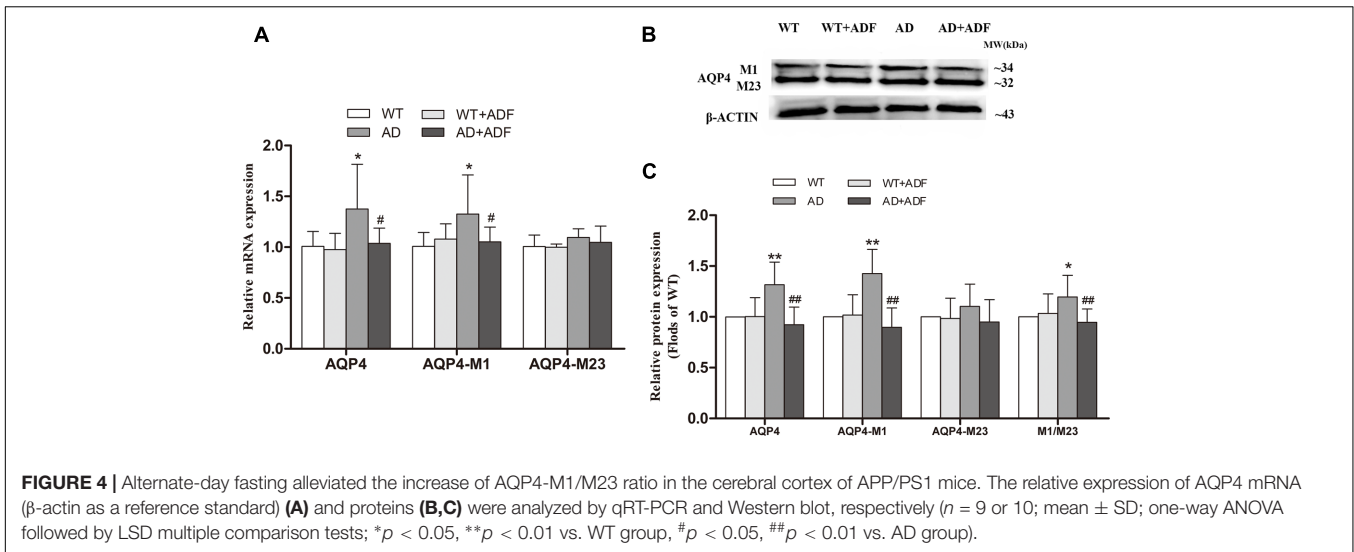 A
WT WT+ADF
AD AD+ADF
Relative mRNA expression
2.0
1.5
1.0
0.5
0.0
* # * #
AQP4 AQP4-M1 AQP4-M23
B
WT WT+ADF AD AD+ADF
MW(kDa)
AQP4 M1 ~34
M23 ~32
β-ACTIN ~43
C
WT WT+ADF
AD AD+ADF
Relative protein expression
(Flods of WT)
2.0
1.5
1.0
0.5
0.0
** ## ** ## * ##
AQP4 AQP4-M1 AQP4-M23 M1/M23
FIGURE 4 | Alternate-day fasting alleviated the increase of AQP4-M1/M23 ratio in the cerebral cortex of APP/PS1 mice. The relative expression of AQP4 mRNA
(β-actin as a reference standard) (A) and proteins (B,C) were analyzed by qRT-PCR and Western blot, respectively (n = 9 or 10; mean ± SD; one-way ANOVA
followed by LSD multiple comparison tests; *p < 0.05, **p < 0.01 vs. WT group, #p < 0.05, ##p < 0.01 vs. AD group).